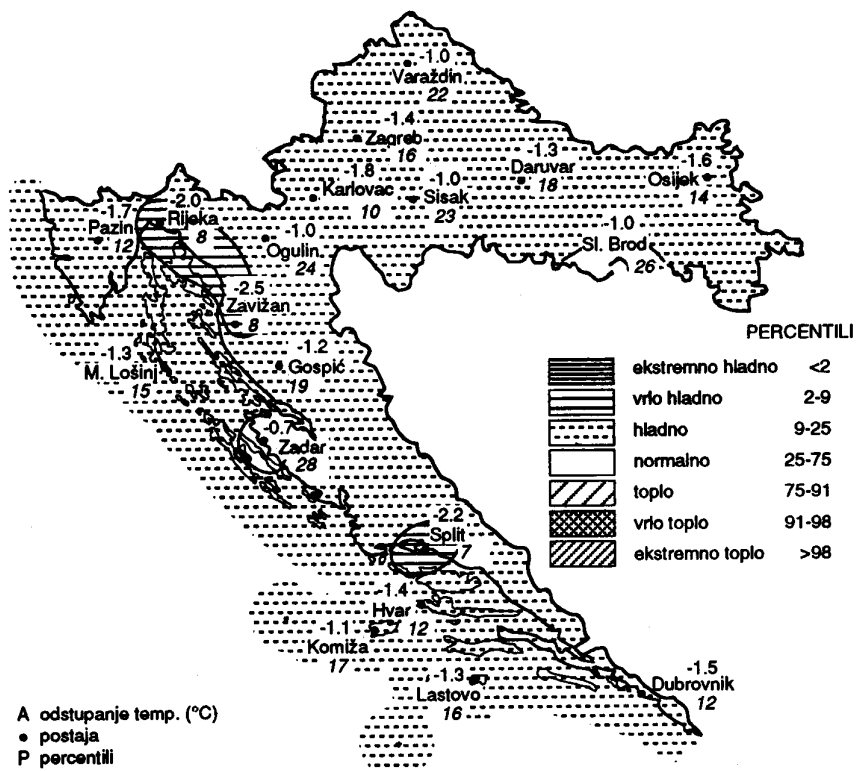 -1.0
Varaždin
22
-1.4
Zagreb
16
-1.8
Karlovac
10
-1.0
Sisak
23
-1.3
Daruvar
18
-1.6
Osijek
14
-1.0
Sl. Brod
26
-1.7
Pazin
12
-2.0
Rijeka
8
-1.0
Ogulin
24
-2.5
Zavižan
8
-1.3
M. Lošinj
15
-1.2
Gospić
19
-0.7
Zadar
28
-2.2
Split
7
-1.4
Hvar
12
-1.1
Komiža
17
-1.3
Lastovo
16
-1.5
Dubrovnik
12
PERCENTILI
ekstremno hladno <2
vrlo hladno 2-9
hladno 9-25
normalno 25-75
toplo 75-91
vrlo toplo 91-98
ekstremno toplo >98
A odstupanje temp. (°C)
• postaja
P percentili